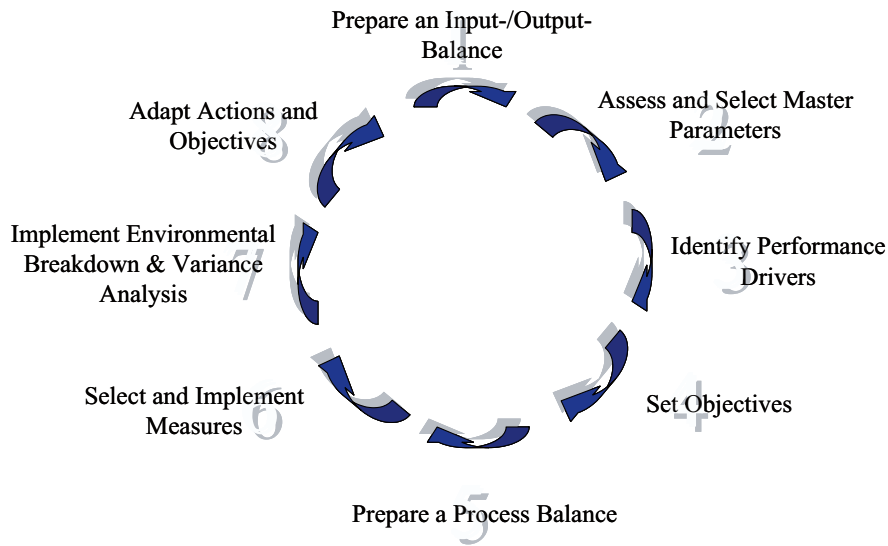 1
Prepare an Input-/Output-
Balance
2
Assess and Select Master
Parameters
3
Identify Performance
Drivers
4
Set Objectives
5
Prepare a Process Balance
6
Select and Implement
Measures
7
Implement Environmental
Breakdown & Variance
Analysis
8
Adapt Actions and
Objectives